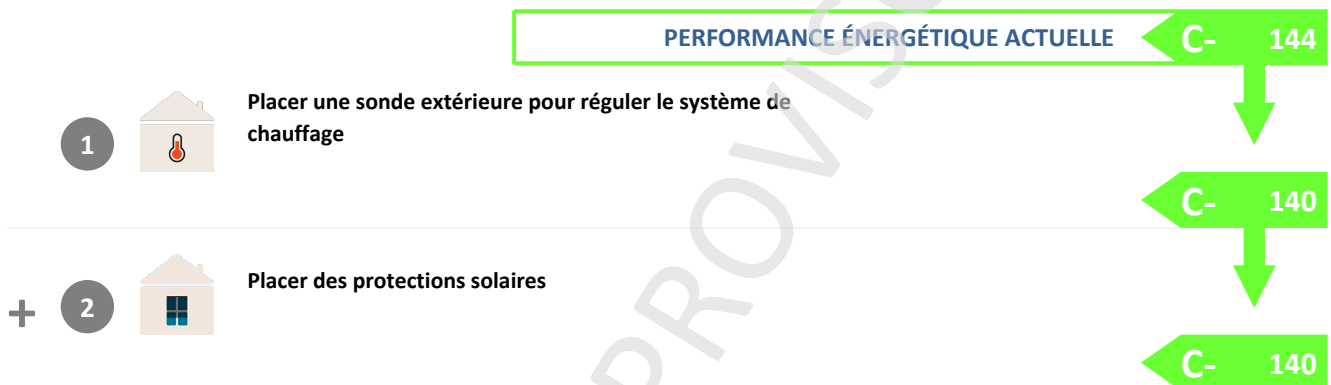 PERFORMANCE ÉNERGÉTIQUE ACTUELLE C- 144
Placer une sonde extérieure pour réguler le système de
chauffage
1
C- 140
Placer des protections solaires
+ 2
C- 140
PROVISO